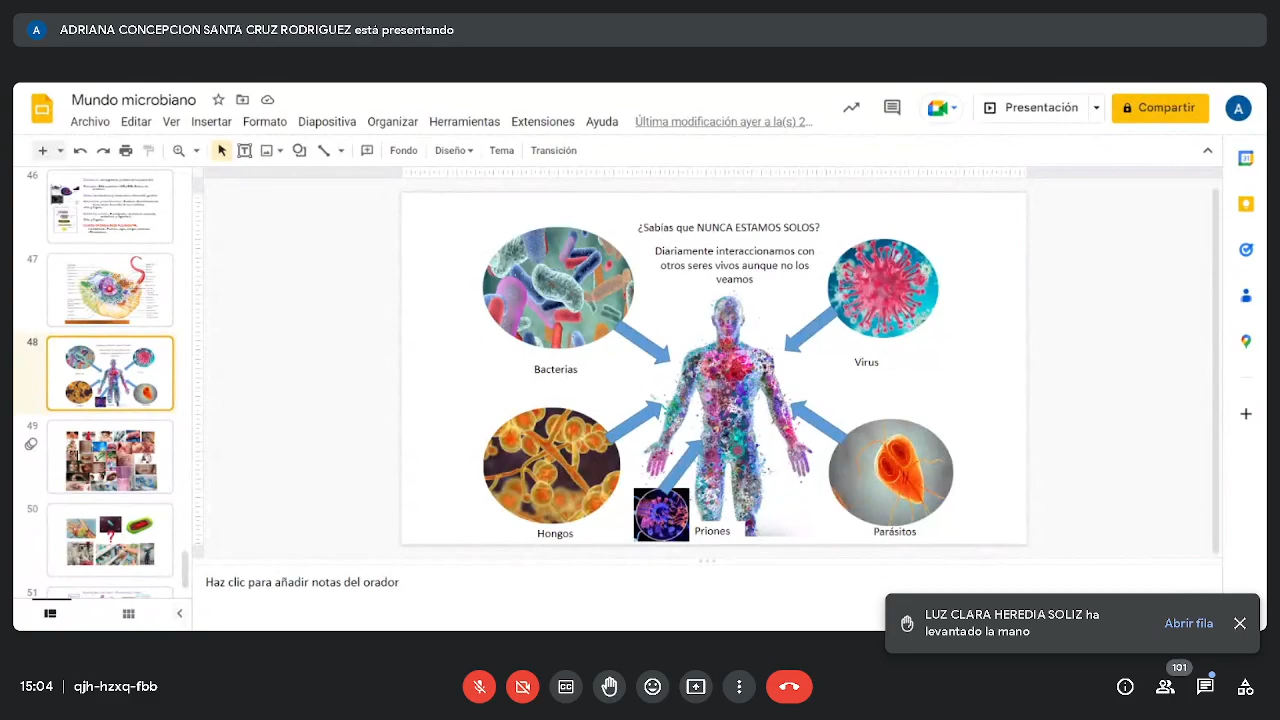 A ADRIANA CONCEPCION SANTA CRUZ RODRIGUEZ está presentando
Mundo microbiano
Archivo Editar Ver Insertar Formato Diapositiva Organizar Herramientas Extensiones Ayuda Última modificación ayer a la(s) 2...
Presentación
Compartir
A
Fondo Diseño Tema Transición
46
47
48
49
50
51
¿Sabías que NUNCA ESTAMOS SOLOS?
Diariamente interaccionamos con
otros seres vivos aunque no los
veamos
Bacterias
Virus
Hongos
Priones
Parásitos
Haz clic para añadir notas del orador
LUZ CLARA HEREDIA SOLIZ ha
levantado la mano
Abrir fila
15:04 | qjh-hzxq-fbb
101